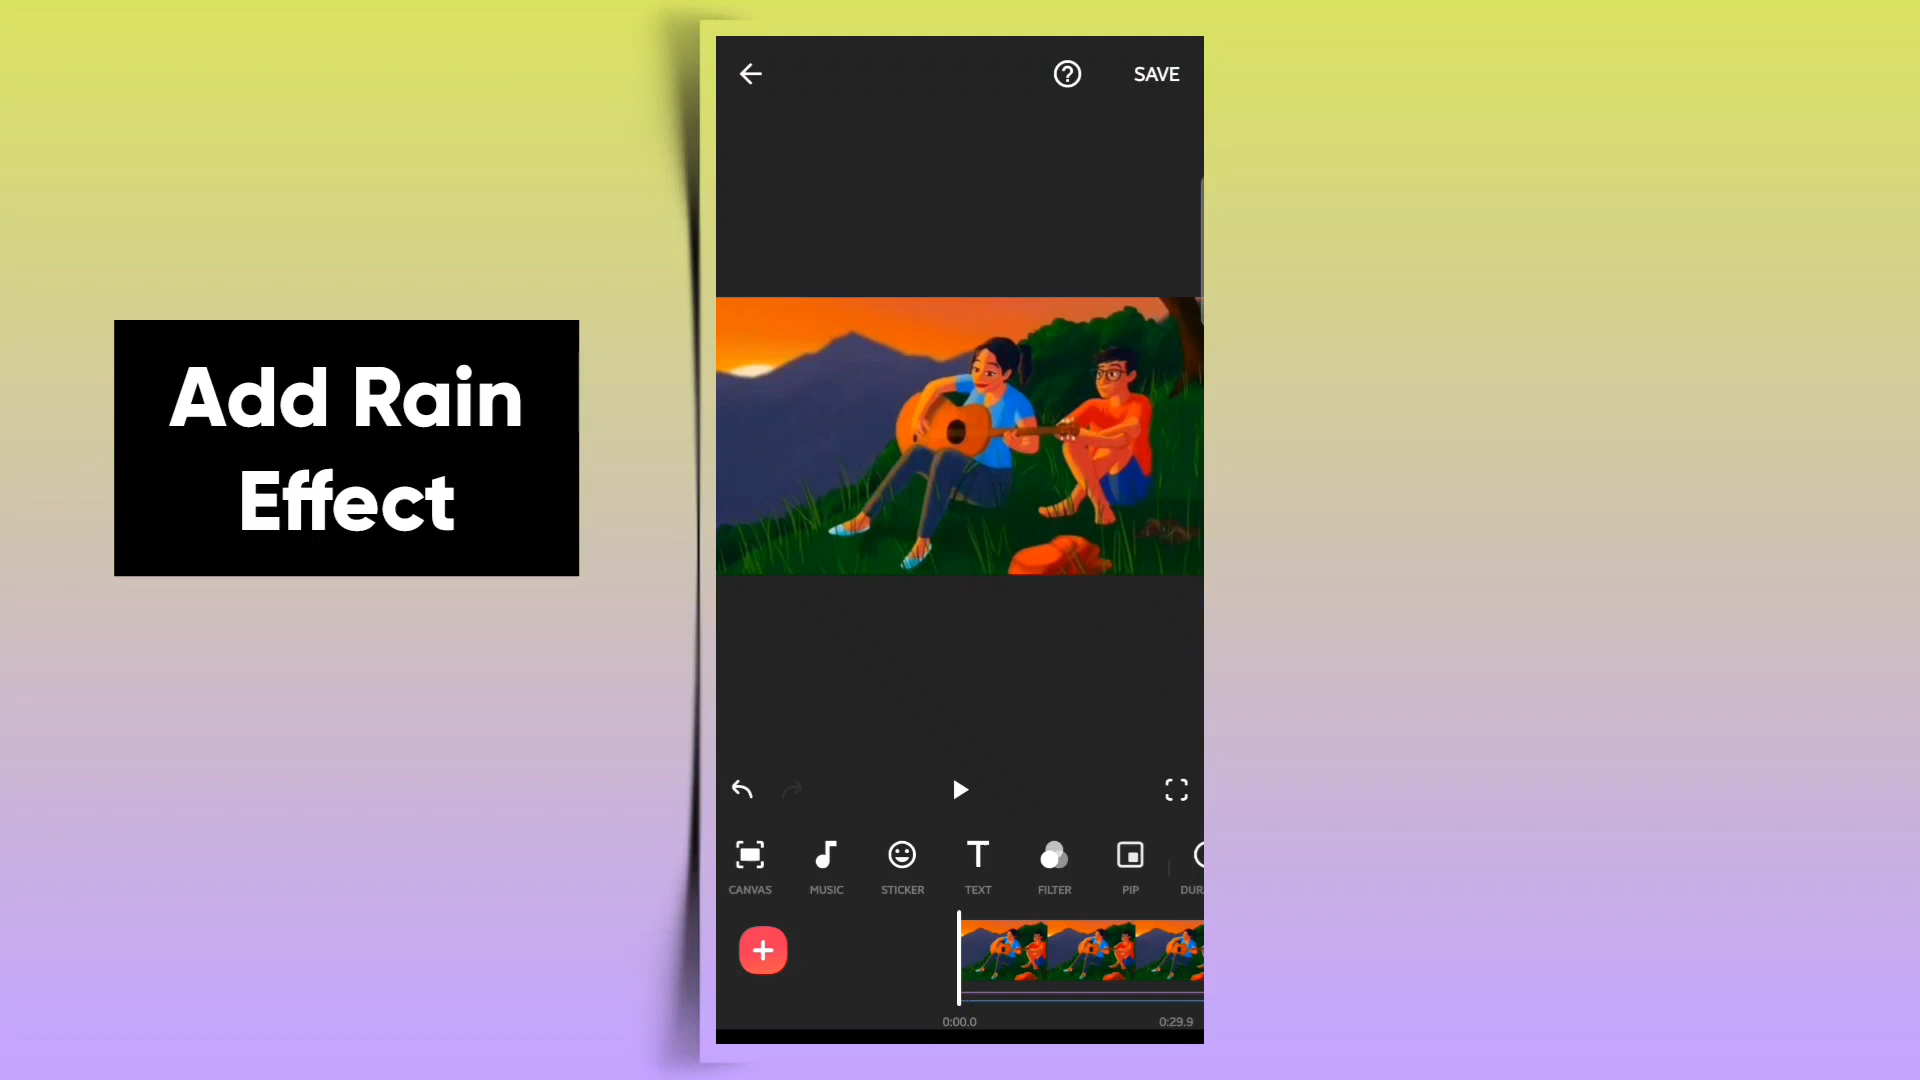 SAVE
Add Rain
Effect
CANVAS
MUSIC
STICKER
TEXT
FILTER
PIP
DUR
0:00.0
0:29.9